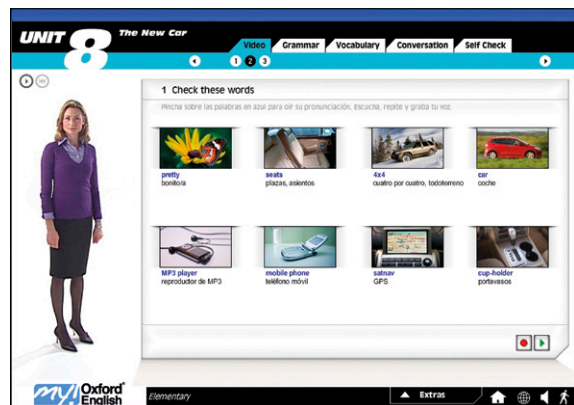 UNIT 8 The New Car
Video Grammar Vocabulary Conversation Self Check
1 2 3
1 Check these words
Pincha sobre las palabras en azul para oir su pronunciación. Escucha, repite y graba tu voz.
pretty
bonito/a
seats
plazas, asientos
4x4
cuatro por cuatro, todoterreno
car
coche
MP3 player
reproductor de MP3
mobile phone
teléfono móvil
satnav
GPS
cup-holder
portavasos
my! Oxford English
Elementary
Extras